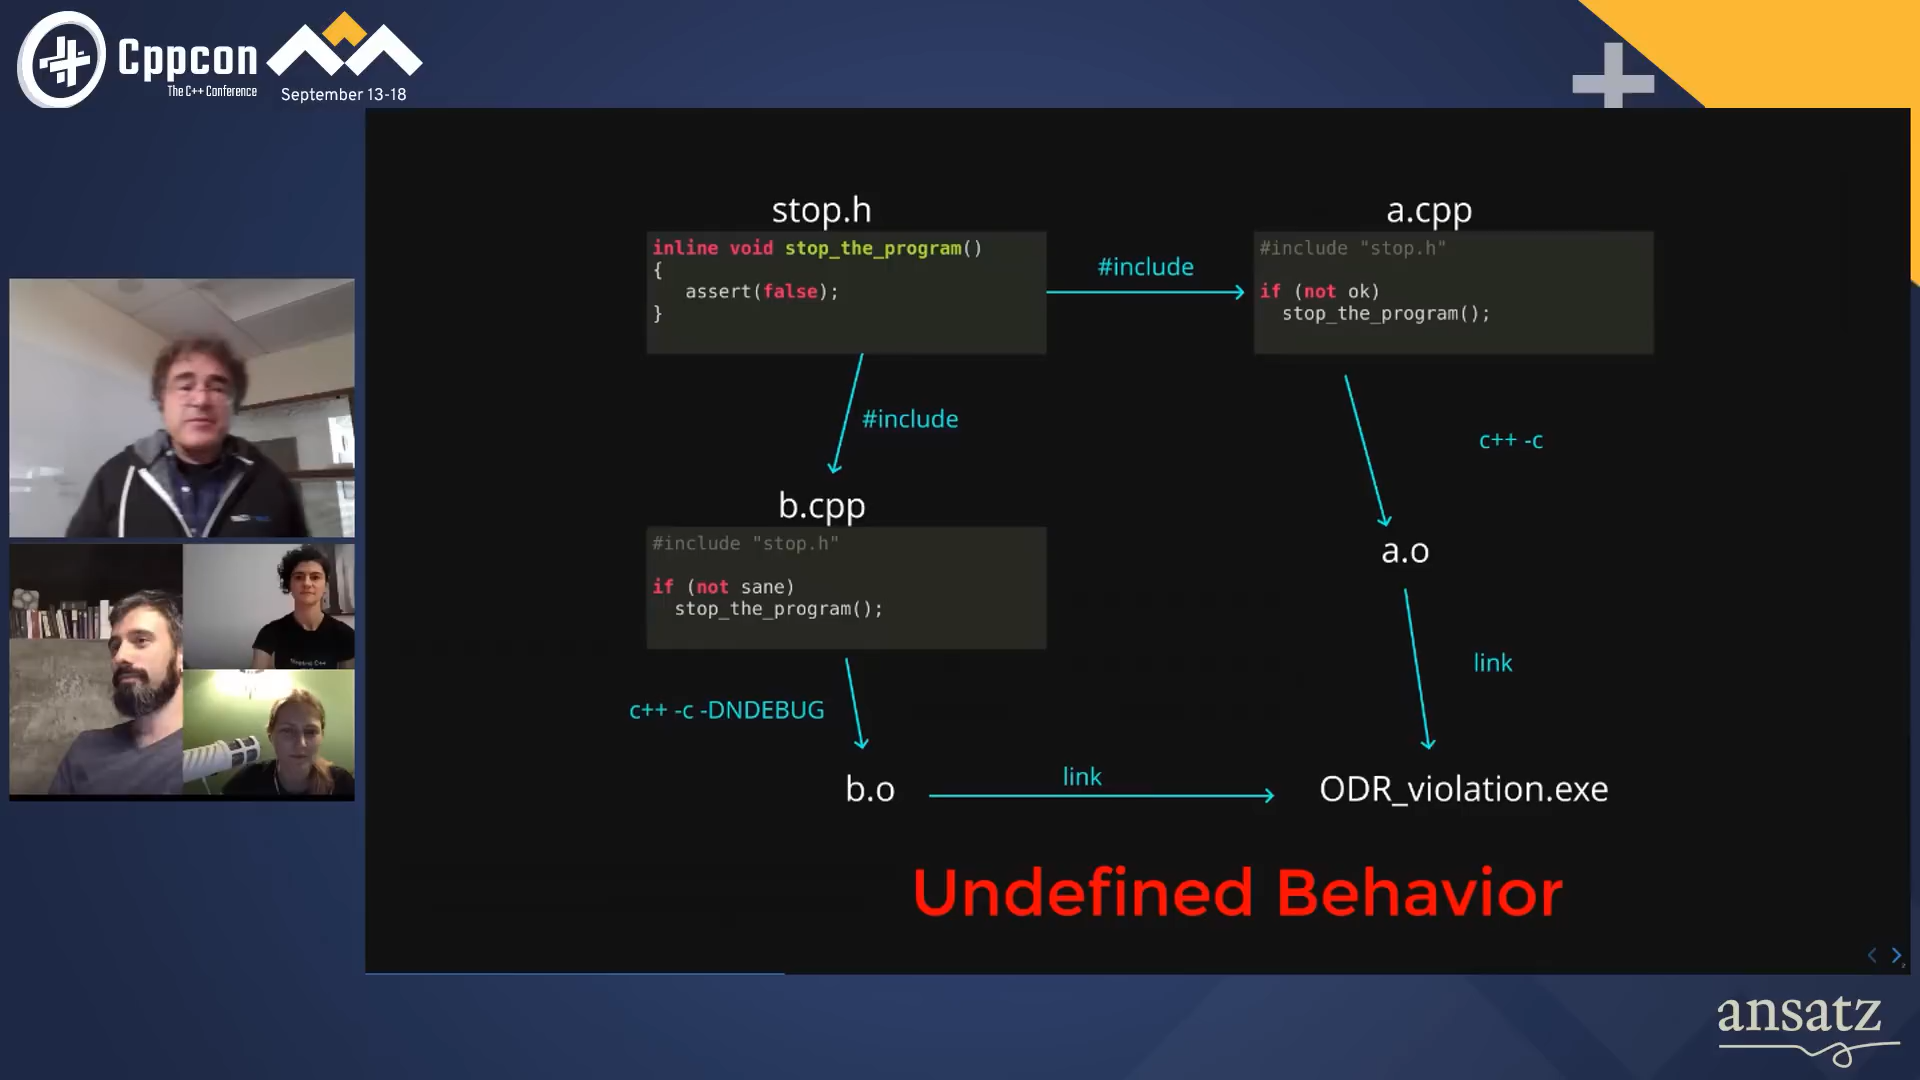 Cppcon
The C++ Conference
September 13-18
stop.h
inline void stop_the_program()
{
assert(false);
}
#include
a.cpp
#include "stop.h"
if (not ok)
stop_the_program();
#include
c++ -c
b.cpp
#include "stop.h"
if (not sane)
stop_the_program();
a.o
c++ -c -DNDEBUG
link
b.o
link
ODR_violation.exe
Undefined Behavior
ansatz